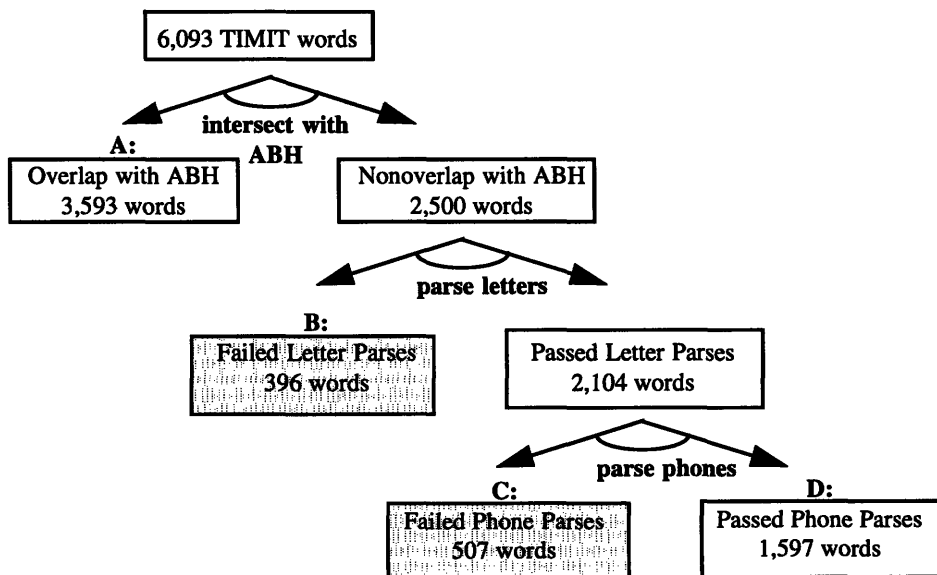 6,093 TIMIT words
intersect with
ABH
A:
Overlap with ABH
3,593 words
Nonoverlap with ABH
2,500 words
parse letters
B:
Failed Letter Parses
396 words
Passed Letter Parses
2,104 words
parse phones
C:
Failed Phone Parses
507 words
D:
Passed Phone Parses
1,597 words